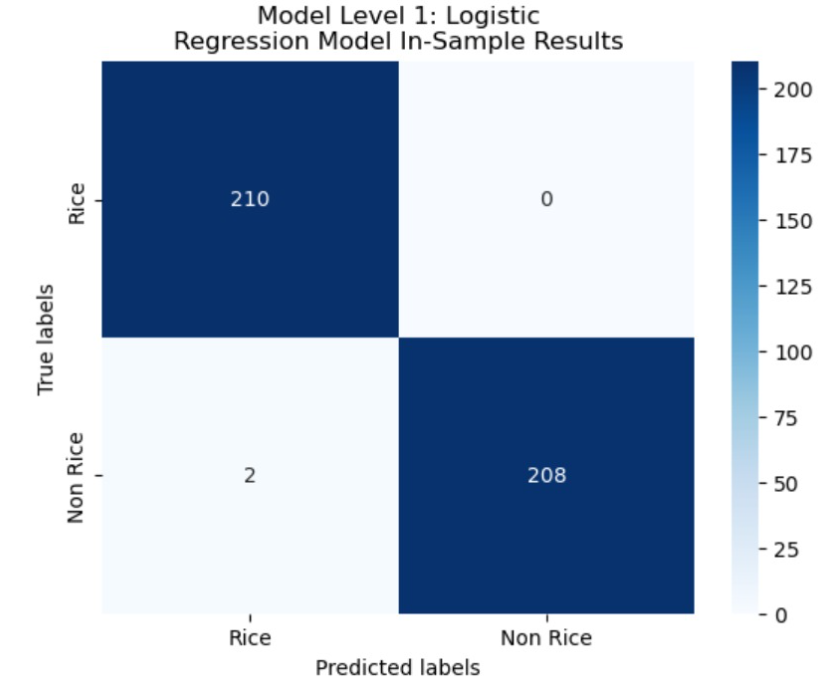 Model Level 1: Logistic
Regression Model In-Sample Results
Rice
210
0
Non Rice
2
208
True labels
Rice
Non Rice
Predicted labels
200
175
150
125
100
75
50
25
0